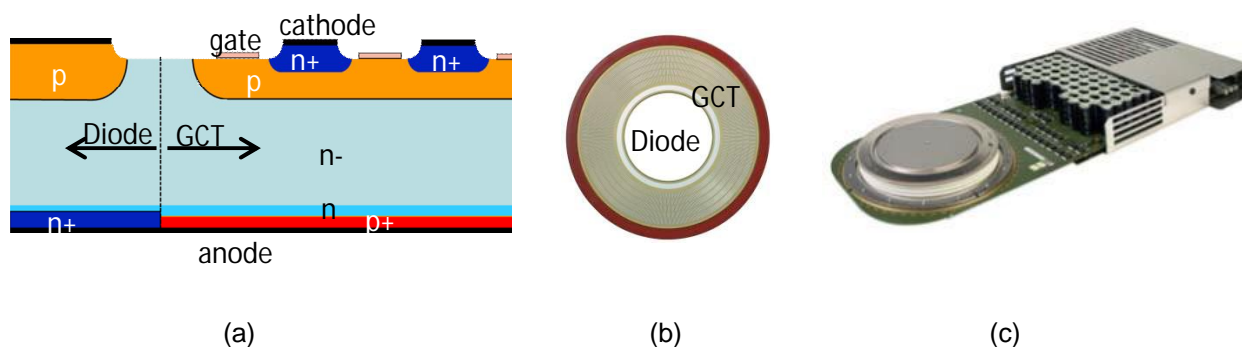 cathode
gate
n+
n+
p
p
Diode
GCT
n-
n
n+
p+
anode
(a)
GCT
Diode
(b)
(c)